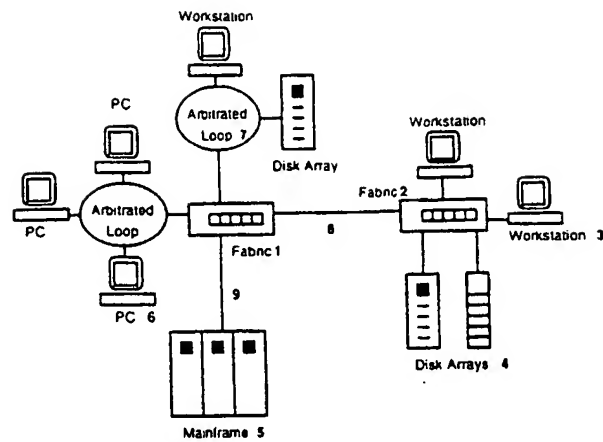 Workstation
PC
Arbitrated
Loop 7
Disk Array
Workstation
Fabric 2
PC
Arbitrated
Loop
Fabric 1
8
Workstation 3
PC 6
9
Disk Arrays 4
Mainframe 5